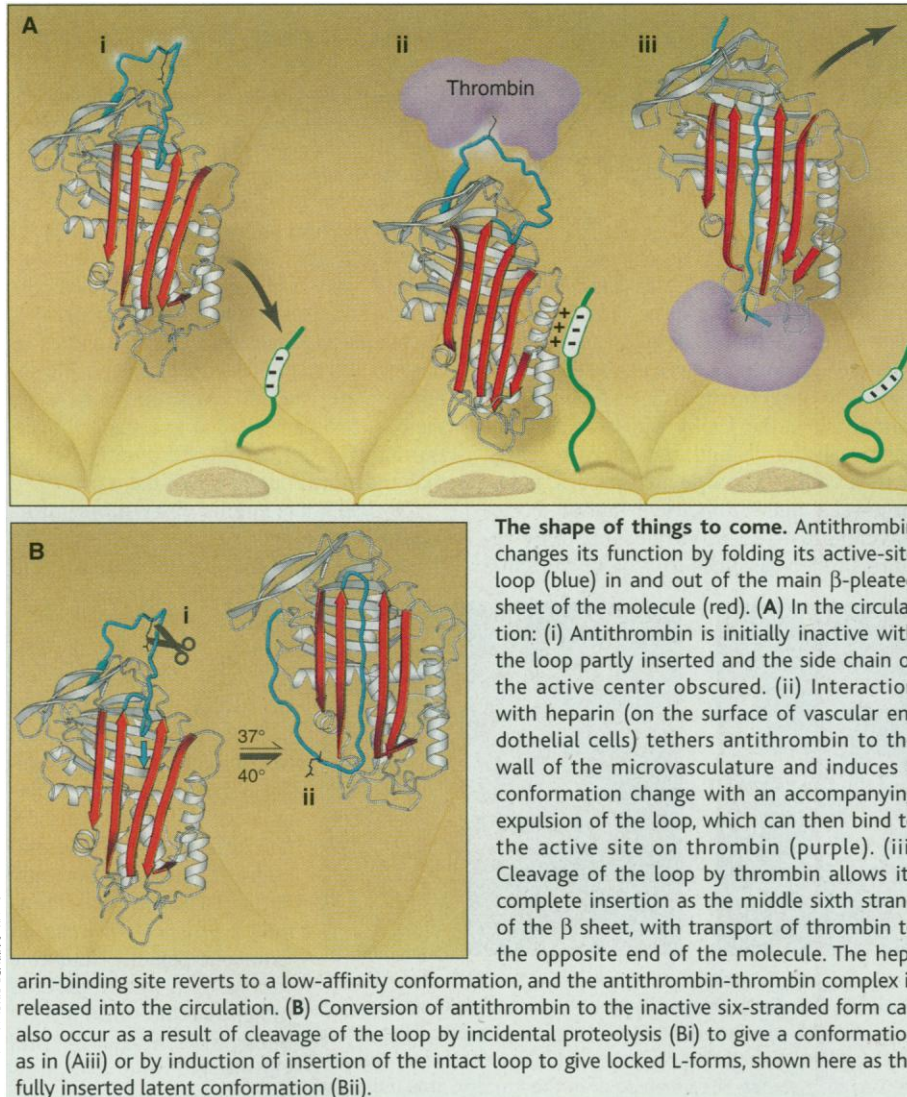 A
i
ii
iii
Thrombin
+
+
+
B
i
37°
40°
ii
The shape of things to come. Antithrombin
changes its function by folding its active-sit
loop (blue) in and out of the main β-pleate
sheet of the molecule (red). (A) In the circula
tion: (i) Antithrombin is initially inactive with
the loop partly inserted and the side chain o
the active center obscured. (ii) Interaction
with heparin (on the surface of vascular en
dothelial cells) tethers antithrombin to the
wall of the microvasculature and induces
conformation change with an accompanying
expulsion of the loop, which can then bind t
the active site on thrombin (purple). (iii
Cleavage of the loop by thrombin allows it
complete insertion as the middle sixth stran
of the β sheet, with transport of thrombin t
the opposite end of the molecule. The hep
arin-binding site reverts to a low-affinity conformation, and the antithrombin-thrombin complex i
released into the circulation. (B) Conversion of antithrombin to the inactive six-stranded form ca
also occur as a result of cleavage of the loop by incidental proteolysis (Bi) to give a conformation
as in (Aiii) or by induction of insertion of the intact loop to give locked L-forms, shown here as the
fully inserted latent conformation (Bii).